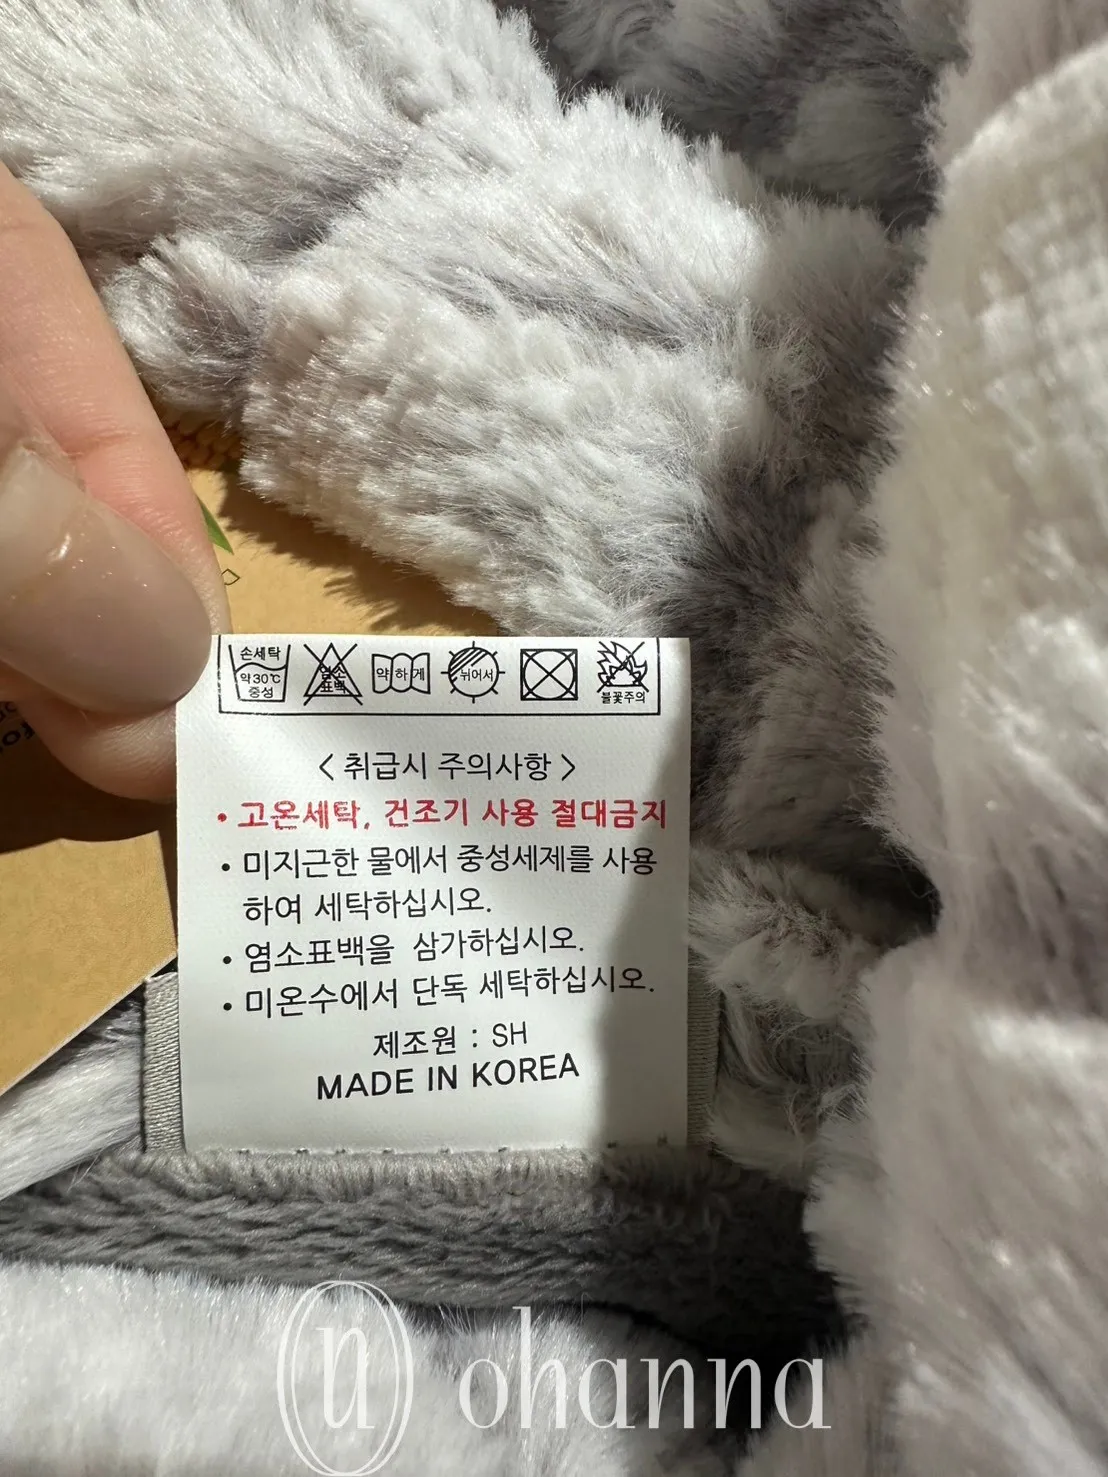 손세탁
약30℃
중성
염소
표백
약하게
뉘어서
불꽃주의
< 취급시 주의사항 >
• 고온세탁, 건조기 사용 절대금지
• 미지근한 물에서 중성세제를 사용
하여 세탁하십시오.
• 염소표백을 삼가하십시오.
• 미온수에서 단독 세탁하십시오.
제조원 : SH
MADE IN KOREA
n ohanna